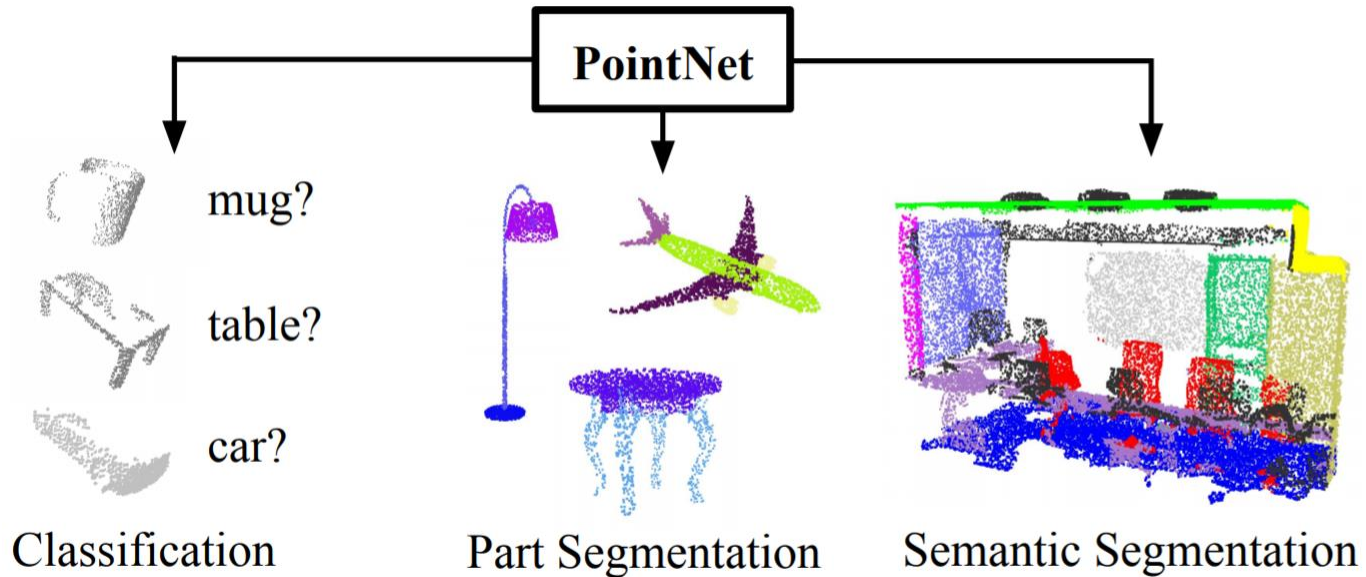 PointNet
mug?
table?
car?
Classification
Part Segmentation
Semantic Segmentation